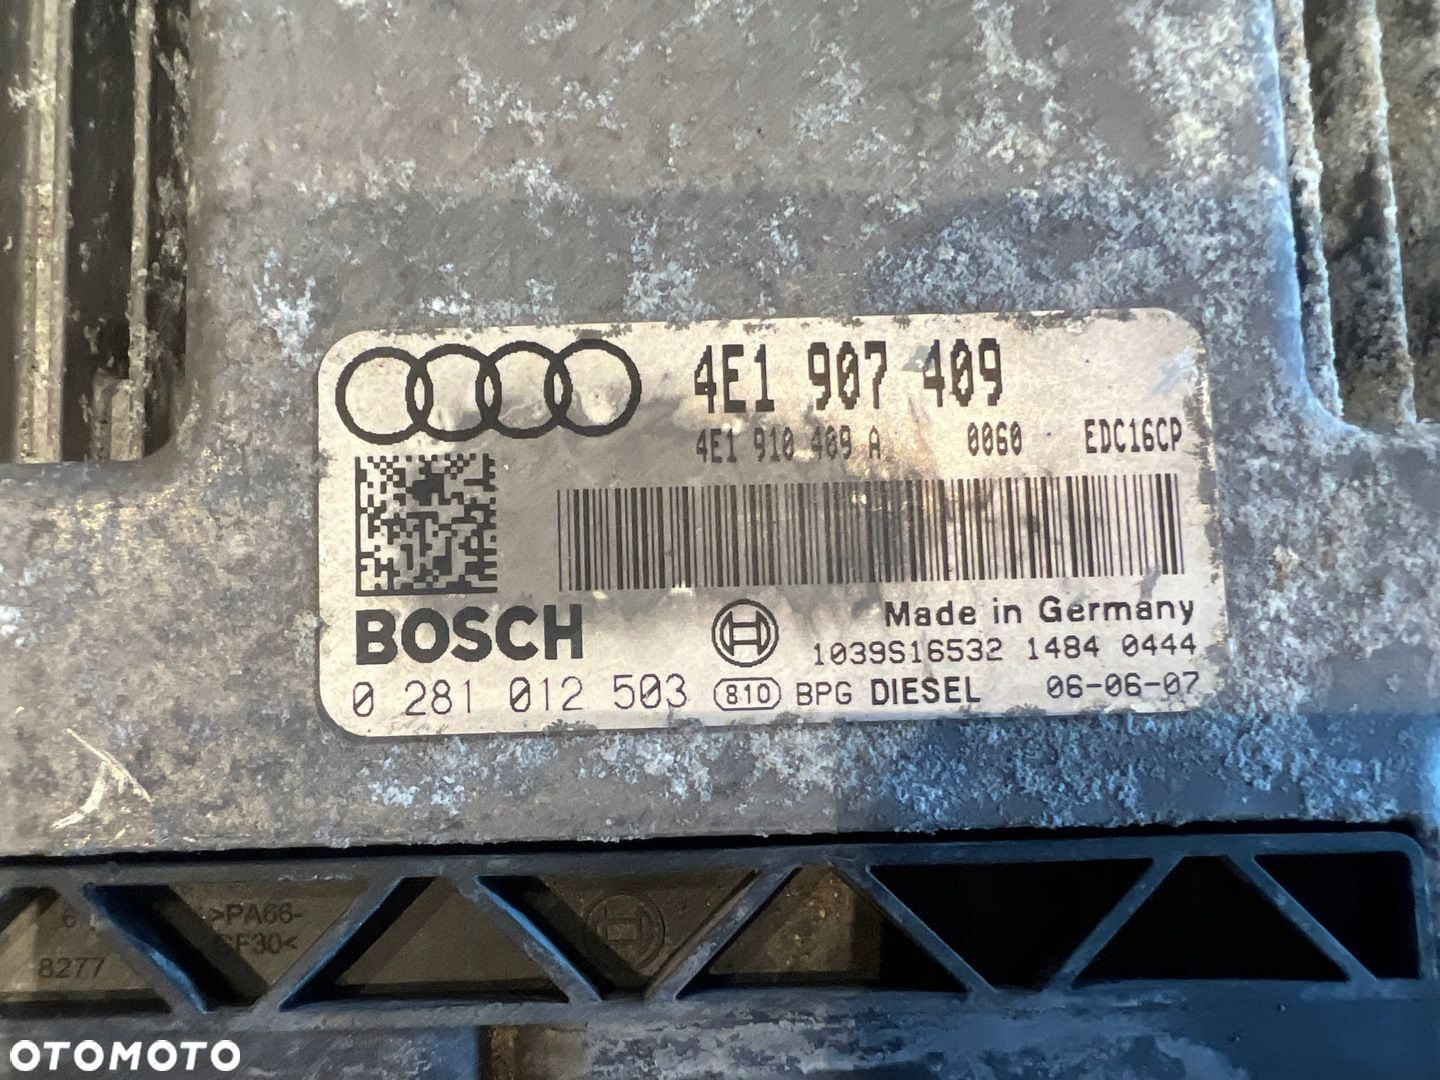 4E1 907 409
4E1 910 409 A 0060 EDC16CP
BOSCH
Made in Germany
1039S16532 1484 0444
0 281 012 503 810 BPG DIESEL 06-06-07
>PA66-
GF30<
8277
OTOMOTO